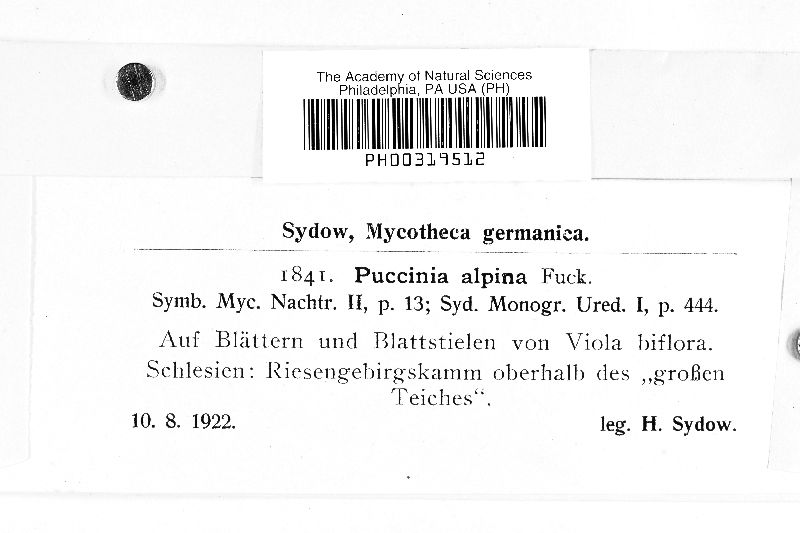 The Academy of Natural Sciences
Philadelphia, PA USA (PH)
PH00319512
Sydow, Mycotheca germanica.
1841. Puccinia alpina Fuck.
Symb. Myc. Nachtr. II, p. 13; Syd. Monogr. Ured. I, p. 444.
Auf Blättern und Blattstielen von Viola biflora.
Schlesien: Riesengebirgskamm oberhalb des „großen
Teiches“.
10. 8. 1922. leg. H. Sydow.